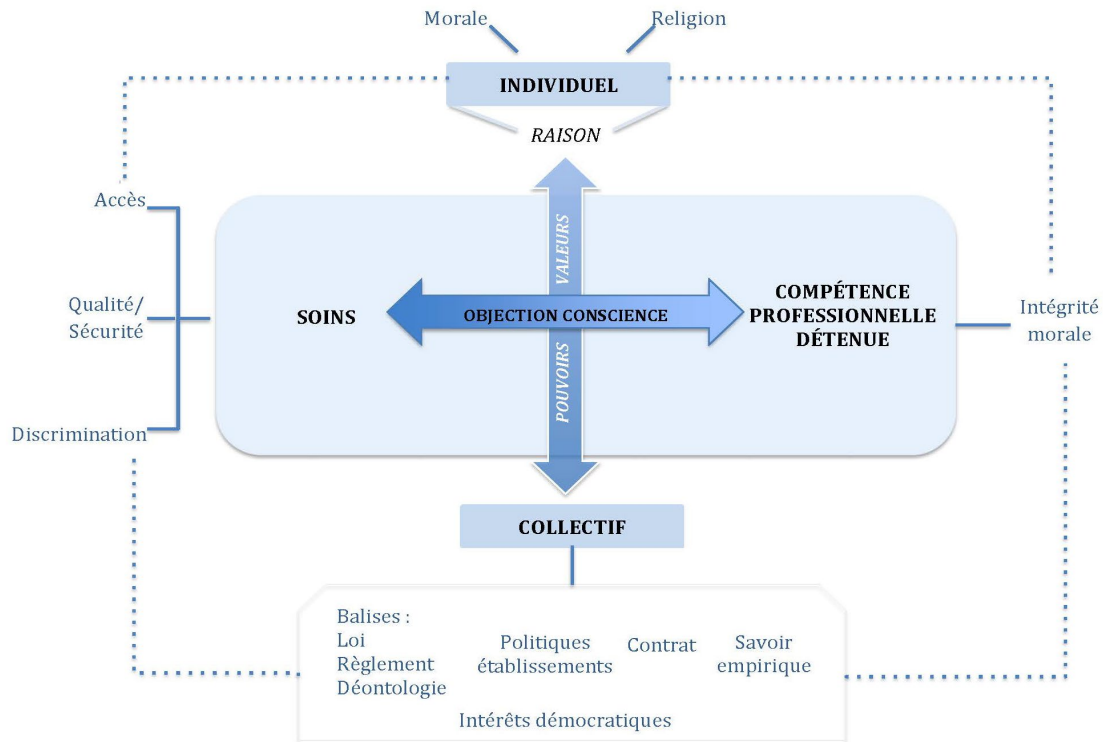 Morale
Religion
INDIVIDUEL
RAISON
Accès
Qualité/
Sécurité
Discrimination
SOINS
VALEURS
OBJECTION CONSCIENCE
POUVOIRS
COMPÉTENCE
PROFESSIONNELLE
DÉTENUE
Intégrité
morale
COLLECTIF
Balises :
Loi
Règlement
Déontologie
Politiques
établissements
Contrat
Savoir
empirique
Intérêts démocratiques